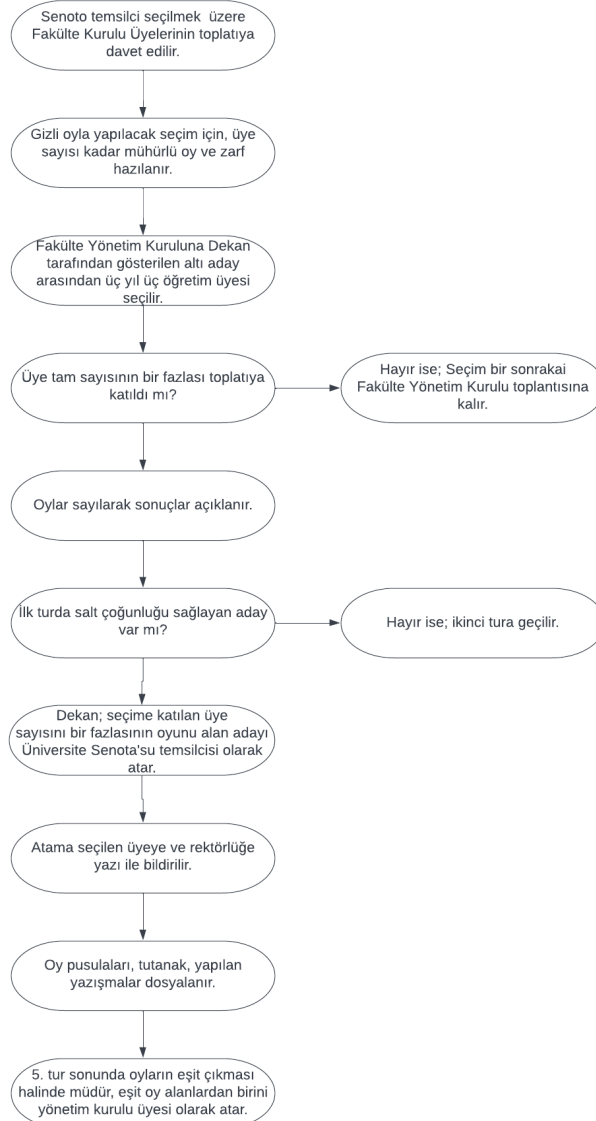 Senoto temsilci seçilmek üzere
Fakülte Kurulu Üyelerinin toplatıya
davet edilir.
Gizli oyla yapılacak seçim için, üye
sayısı kadar mühürlü oy ve zarf
hazılanır.
Fakülte Yönetim Kuruluna Dekan
tarafından gösterilen altı aday
arasından üç yıl üç öğretim üyesi
seçilir.
Üye tam sayısının bir fazlası toplatıya
katıldı mı?
Hayır ise; Seçim bir sonrakai
Fakülte Yönetim Kurulu toplantısına
kalır.
Oylar sayılarak sonuçlar açıklanır.
İlk turda salt çoğunluğu sağlayan aday
var mı?
Hayır ise; ikinci tura geçilir.
Dekan; seçime katılan üye
sayısını bir fazlasının oyunu alan adayı
Üniversite Senota'su temsilcisi olarak
atar.
Atama seçilen üyeye ve rektörlüğe
yazı ile bildirilir.
Oy pusulaları, tutanak, yapılan
yazışmalar dosyalanır.
5. tur sonunda oyların eşit çıkması
halinde müdür, eşit oy alanlardan birini
yönetim kurulu üyesi olarak atar.